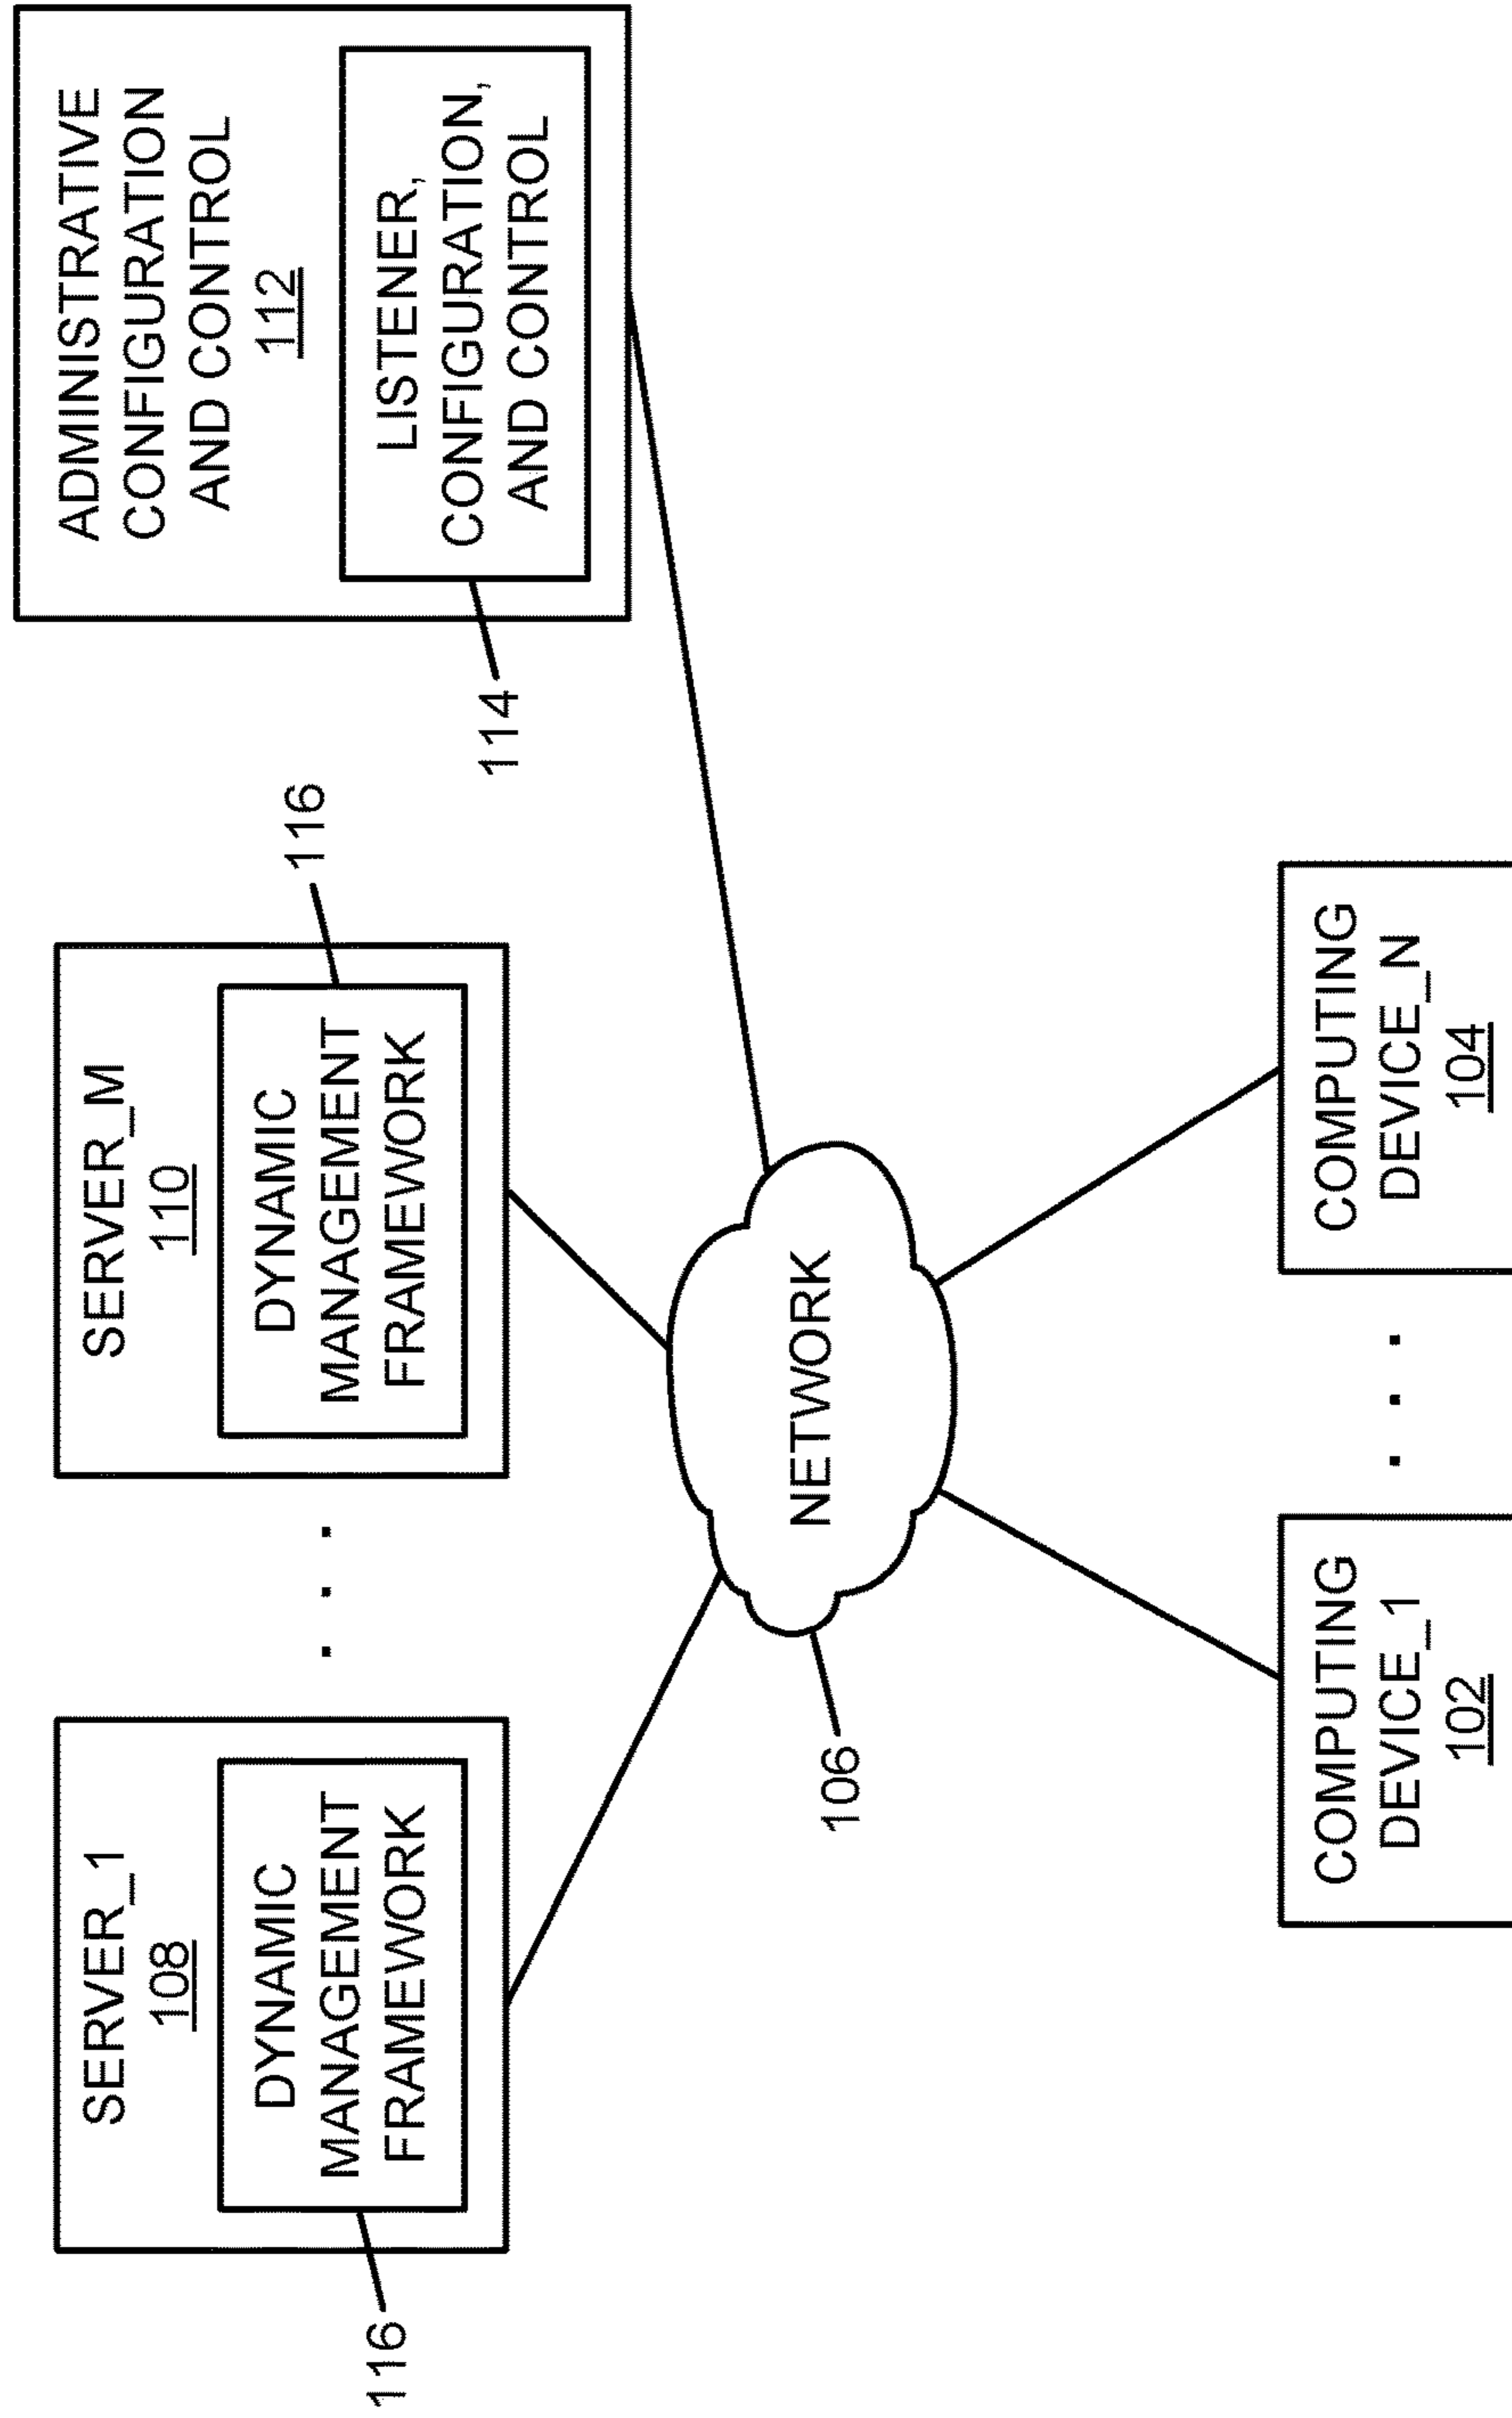 SERVER_1
108
DYNAMIC
MANAGEMENT
FRAMEWORK
116
SERVER_M
110
DYNAMIC
MANAGEMENT
FRAMEWORK
116
ADMINISTRATIVE
CONFIGURATION
AND CONTROL
112
LISTENER,
CONFIGURATION,
AND CONTROL
114
NETWORK
106
COMPUTING
DEVICE_1
102
COMPUTING
DEVICE_N
104